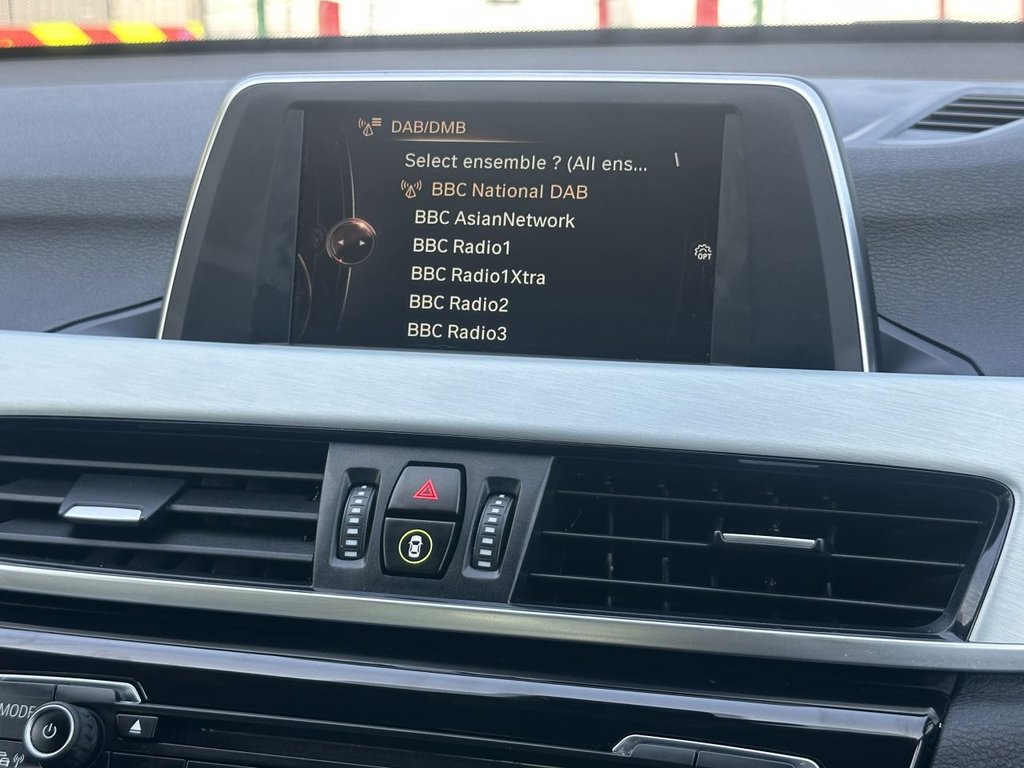 DAB/DMB
Select ensemble ? (All ens...
BBC National DAB
BBC AsianNetwork
BBC Radio1
OPT
BBC Radio1Xtra
BBC Radio2
BBC Radio3
MODE